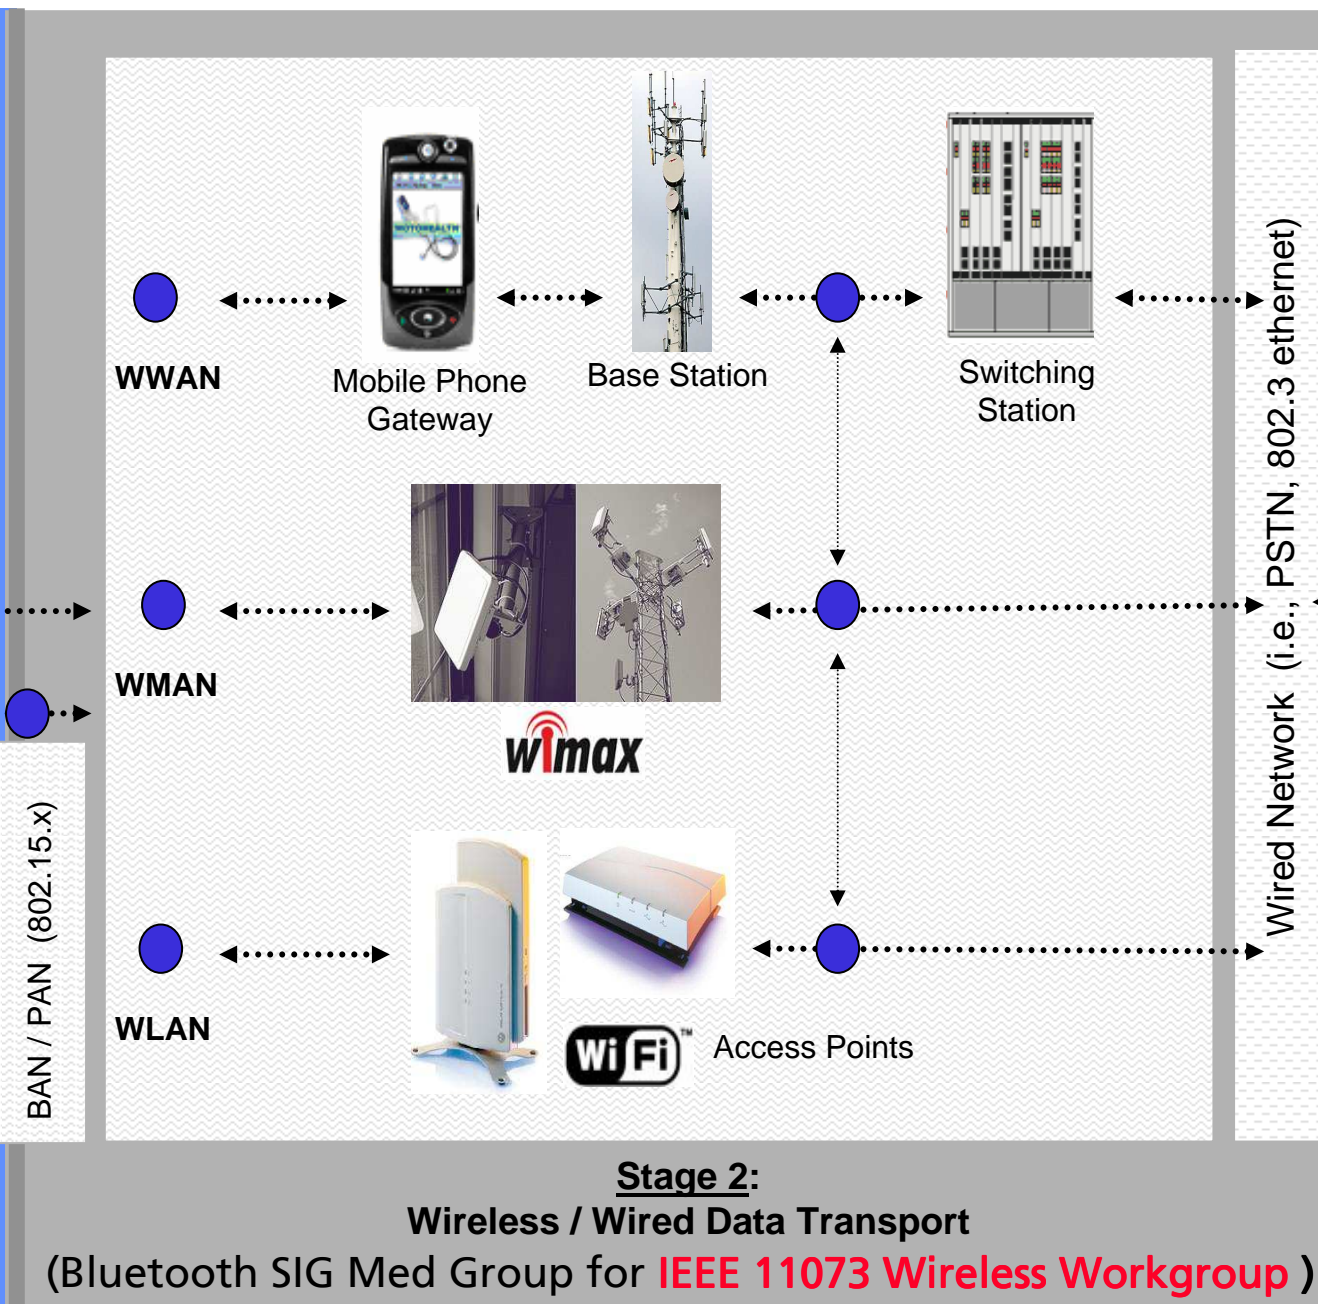 WWAN
Mobile Phone
Gateway
MOTOHEALTH
Base Station
Switching
Station
WMAN
wimax
WLAN
WiFi™
Access Points
BAN / PAN (802.15.x)
Wired Network (i.e., PSTN, 802.3 ethernet)
Stage 2:
Wireless / Wired Data Transport
(Bluetooth SIG Med Group for IEEE 11073 Wireless Workgroup )